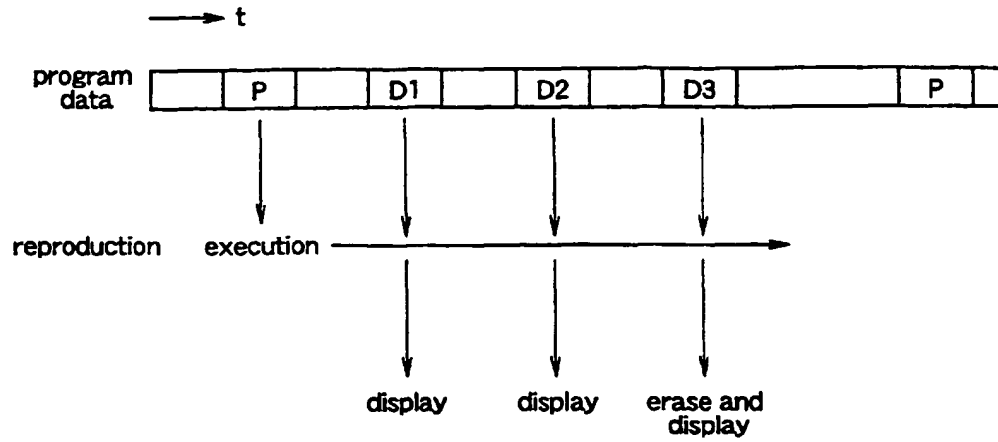 t
program
data
P
D1
D2
D3
P
reproduction
execution
display
display
erase and
display